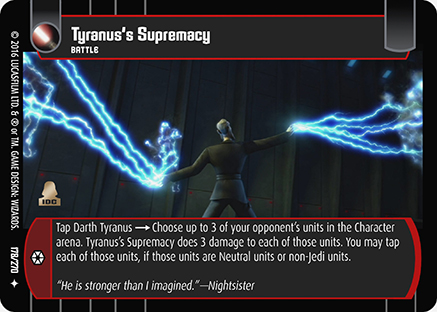 Tyranus's Supremacy
BATTLE
IDC
Tap Darth Tyranus → Choose up to 3 of your opponent's units in the Character
arena. Tyranus's Supremacy does 3 damage to each of those units. You may tap
each of those units, if those units are Neutral units or non-Jedi units.
"He is stronger than I imagined."—Nightsister
© 2016 LUCASFILM LTD. & ® OR TM. GAME DESIGN: WIZARDS.